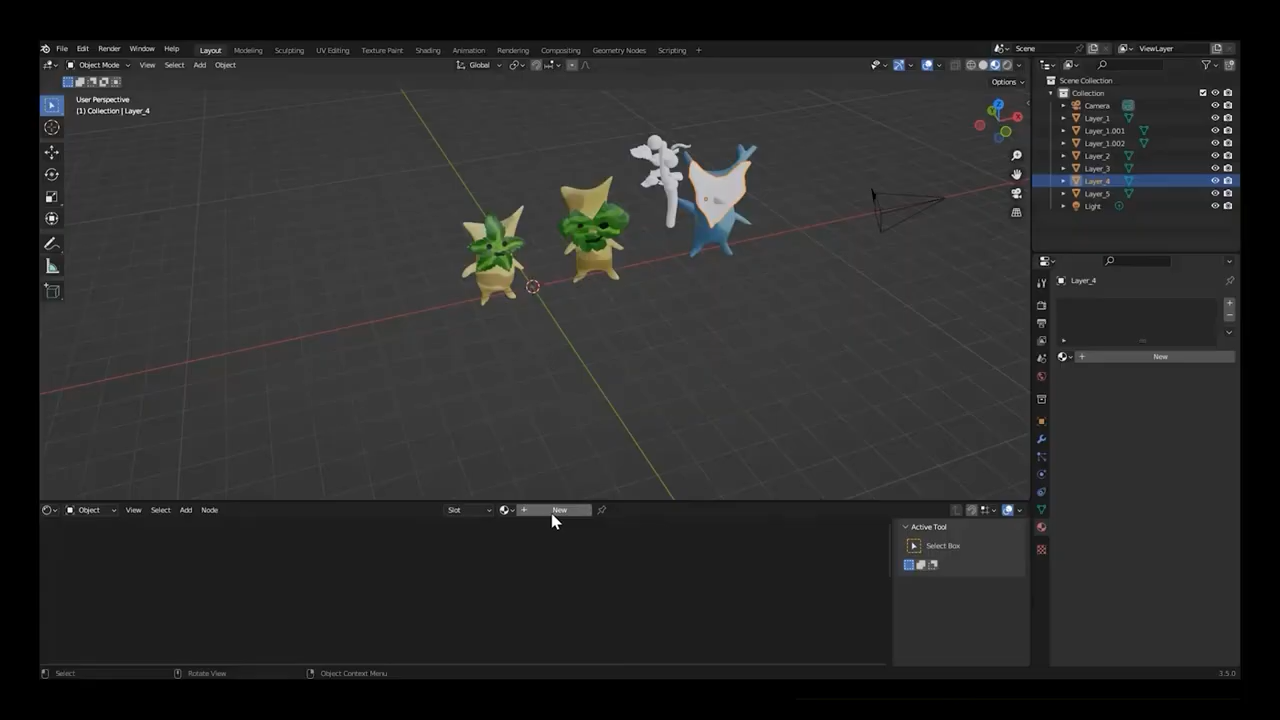 File Edit Render Window Help Layout Modeling Sculpting UV Editing Texture Paint Shading Animation Rendering Compositing Geometry Nodes Scripting + Scene ViewLayer
Object Mode View Select Add Object Global
Options
User Perspective
(1) Collection | Layer_4
Z
X
Scene Collection
Collection
Camera
Layer_1
Layer_1.001
Layer_1.002
Layer_2
Layer_3
Layer_4
Layer_5
Light
Layer_4
+ New
Object View Select Add Node Slot + New
Active Tool
Select Box
Select Rotate View Object Context Menu 3.5.0